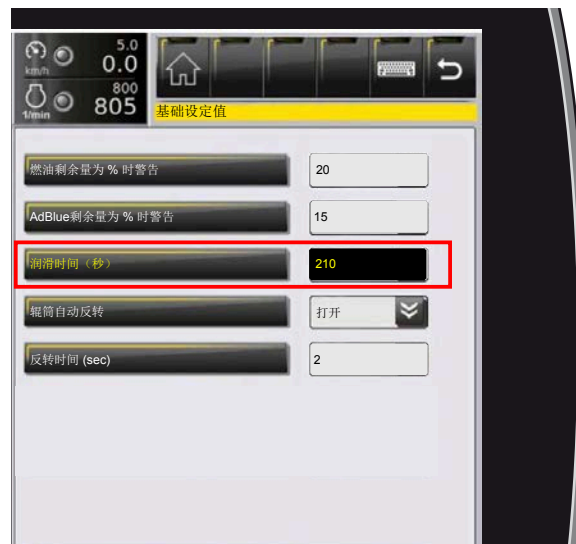 5.0
km/h 0.0
800
1/min 805
基础设定值
燃油剩余量为 % 时警告 20
AdBlue剩余量为 % 时警告 15
润滑时间（秒） 210
辊筒自动反转 打开
反转时间 (sec) 2